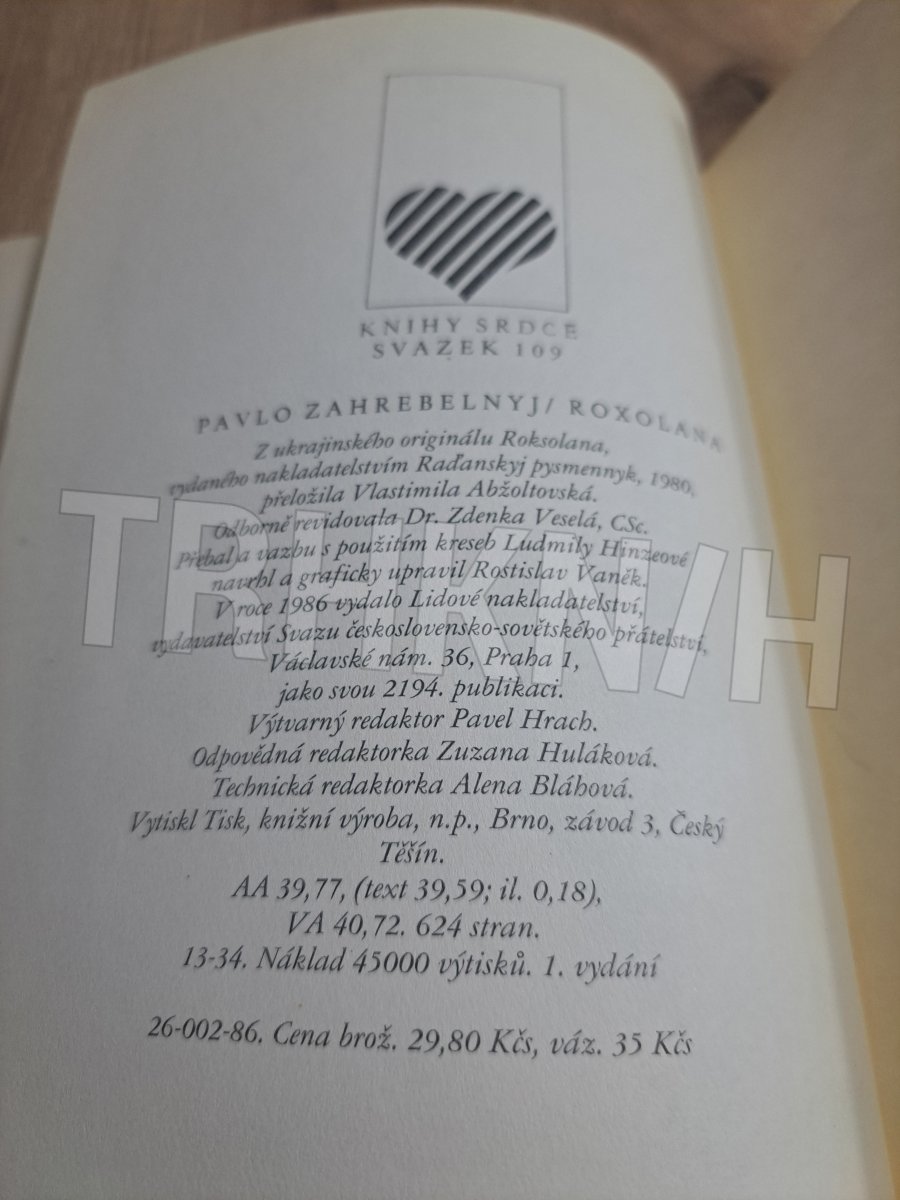 KNIHY SRDCE
SVAZEK 109
PAVLO ZAHREBELNYJ/ ROXOLANA
Z ukrajinského originálu Roksolana,
vydaného nakladatelstvím Raďanskyj pysmennyk, 1980,
přeložila Vlastimila Abžoltovská.
Odborně revidovala Dr. Zdenka Veselá, CSc.
Přebal a vazbu s použitím kreseb Ludmily Hinzeové
navrhl a graficky upravil Rostislav Vaněk.
V roce 1986 vydalo Lidové nakladatelství,
vydavatelství Svazu československo-sovětského přátelství,
Václavské nám. 36, Praha 1,
jako svou 2194. publikaci.
Výtvarný redaktor Pavel Hrach.
Odpovědná redaktorka Zuzana Huláková.
Technická redaktorka Alena Bláhová.
Vytiskl Tisk, knižní výroba, n.p., Brno, závod 3, Český
Těšín.
AA 39,77, (text 39,59; il. 0,18),
VA 40,72. 624 stran.
13-34. Náklad 45000 výtisků. 1. vydání
26-002-86. Cena brož. 29,80 Kčs, váz. 35 Kčs